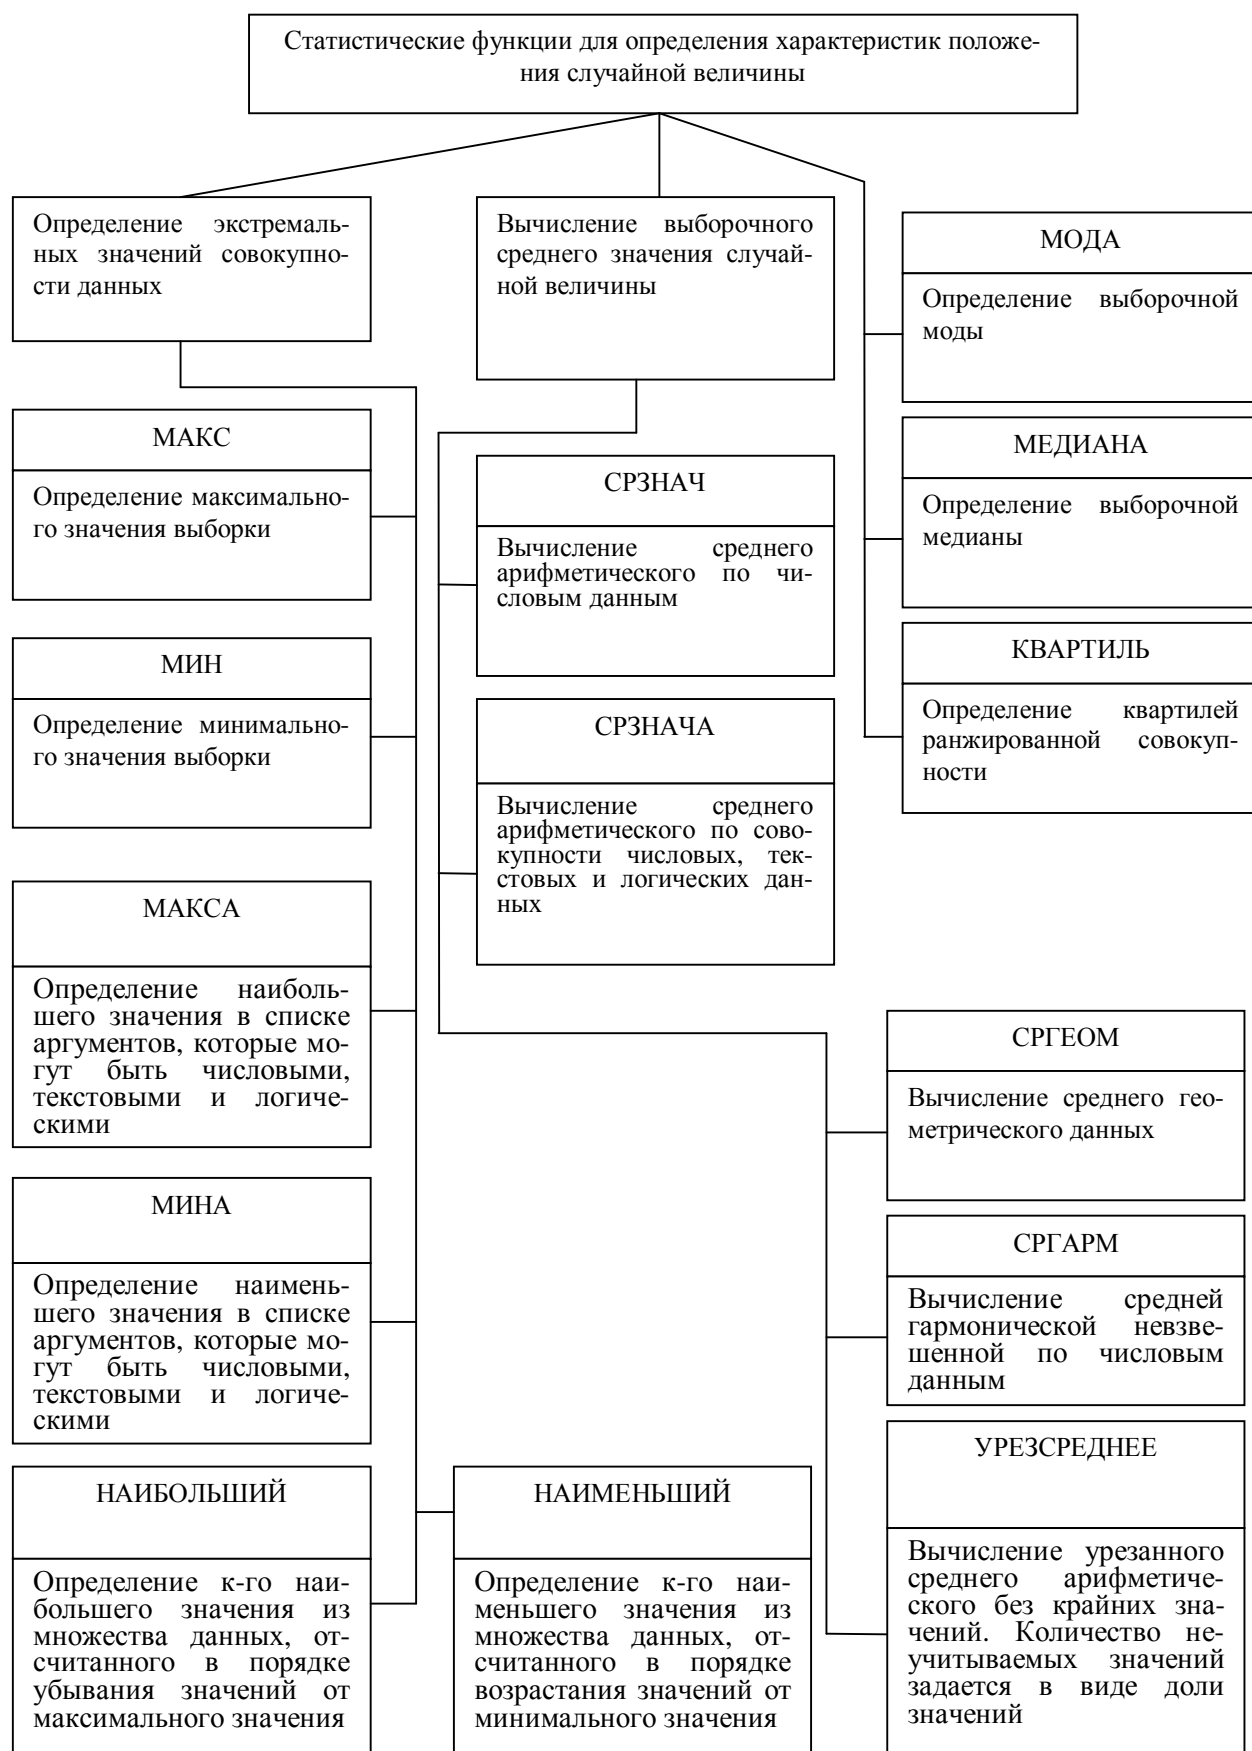 Статистические функции для определения характеристик положе-
ния случайной величины
Определение экстремаль-
ных значений совокупно-
сти данных
Вычисление выборочного
среднего значения случай-
ной величины
МОДА
Определение выборочной
моды
МАКС
Определение максимально-
го значения выборки
СРЗНАЧ
Вычисление среднего
арифметического по чи-
словым данным
МЕДИАНА
Определение выборочной
медианы
МИН
Определение минимально-
го значения выборки
СРЗНАЧА
Вычисление среднего
арифметического по сово-
купности числовых, тек-
стовых и логических дан-
ных
КВАРТИЛЬ
Определение квартилей
ранжированной совокуп-
ности
МАКСА
Определение наиболь-
шего значения в списке
аргументов, которые мо-
гут быть числовыми,
текстовыми и логиче-
скими
СРГЕОМ
Вычисление среднего гео-
метрического данных
МИНА
Определение наимень-
шего значения в списке
аргументов, которые мо-
гут быть числовыми,
текстовыми и логиче-
скими
СРГАРМ
Вычисление средней
гармонической невзве-
шенной по числовым
данным
НАИБОЛЬШИЙ
Определение к-го наи-
большего значения из
множества данных, от-
считанного в порядке
убывания значений от
максимального значения
НАИМЕНЬШИЙ
Определение к-го наи-
меньшего значения из
множества данных, от-
считанного в порядке
возрастания значений от
минимального значения
УРЕЗСРЕДНЕЕ
Вычисление урезанного
среднего арифметиче-
ского без крайних зна-
чений. Количество не-
учитываемых значений
задается в виде доли
значений